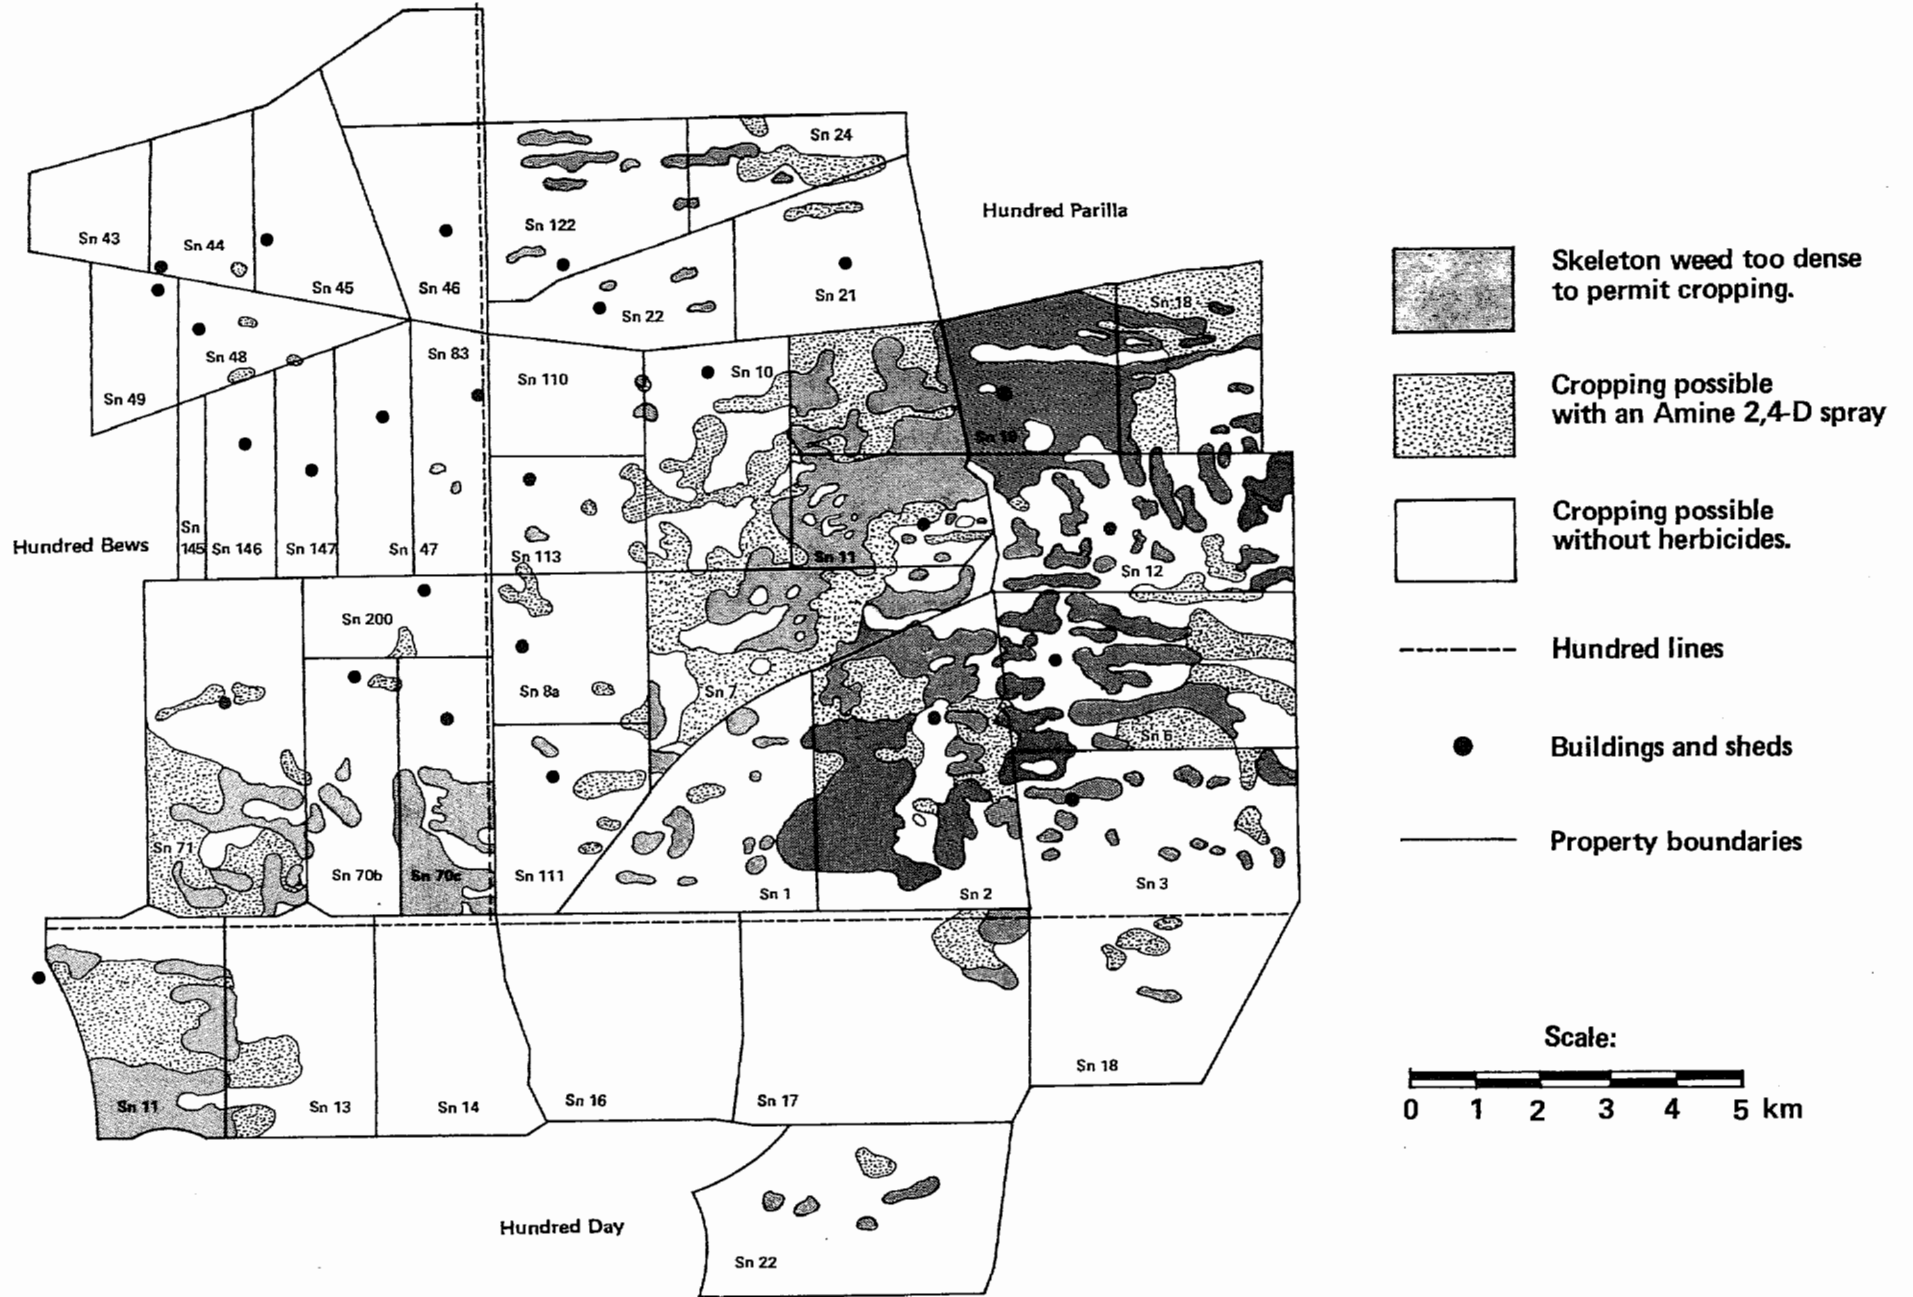 Sn 24
Hundred Parilla
Sn 43
Sn 44
Sn 122
Sn 45
Sn 46
Sn 21
Sn 22
Sn 18
Sn 48
Sn 83
Sn 110
Sn 10
Sn 49
Hundred Bews
Sn
145
Sn 146
Sn 147
Sn 47
Sn 113
Sn 11
Sn 12
Sn 200
Sn 8a
Sn 7
Sn 6
Sn 71
Sn 70b
Sn 70c
Sn 111
Sn 1
Sn 2
Sn 3
Sn 11
Sn 13
Sn 14
Sn 16
Sn 17
Sn 18
Hundred Day
Sn 22
Skeleton weed too dense
to permit cropping.
Cropping possible
with an Amine 2,4-D spray
Cropping possible
without herbicides.
Hundred lines
Buildings and sheds
Property boundaries
Scale:
0 1 2 3 4 5 km